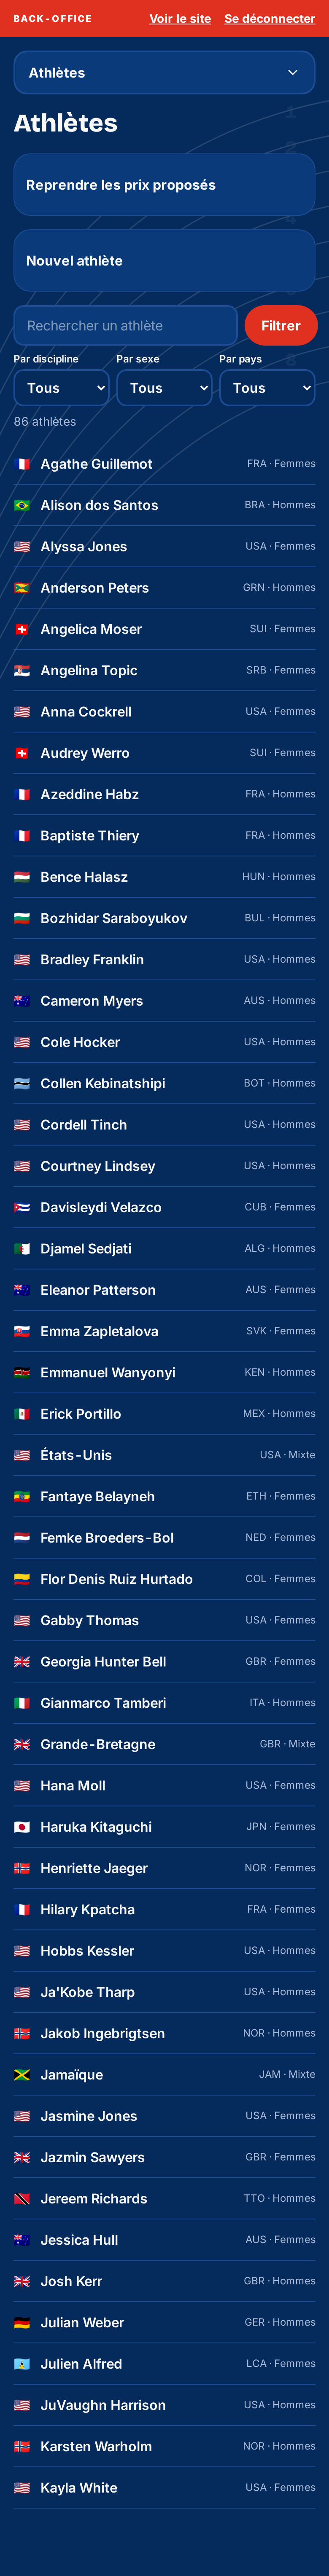 BACK-OFFICE Voir le site Se déconnecter
Athlètes
Athlètes
Reprendre les prix proposés
Nouvel athlète
Rechercher un athlète Filtrer
Par discipline Par sexe Par pays
Tous Tous Tous
86 athlètes
Agathe Guillemot FRA · Femmes
Alison dos Santos BRA · Hommes
Alyssa Jones USA · Femmes
Anderson Peters GRN · Hommes
Angelica Moser SUI · Femmes
Angelina Topic SRB · Femmes
Anna Cockrell USA · Femmes
Audrey Werro SUI · Femmes
Azeddine Habz FRA · Hommes
Baptiste Thiery FRA · Hommes
Bence Halasz HUN · Hommes
Bozhidar Saraboyukov BUL · Hommes
Bradley Franklin USA · Hommes
Cameron Myers AUS · Hommes
Cole Hocker USA · Hommes
Collen Kebinatshipi BOT · Hommes
Cordell Tinch USA · Hommes
Courtney Lindsey USA · Hommes
Davisleydi Velazco CUB · Femmes
Djamel Sedjati ALG · Hommes
Eleanor Patterson AUS · Femmes
Emma Zapletalova SVK · Femmes
Emmanuel Wanyonyi KEN · Hommes
Erick Portillo MEX · Hommes
États-Unis USA · Mixte
Fantaye Belayneh ETH · Femmes
Femke Broeders-Bol NED · Femmes
Flor Denis Ruiz Hurtado COL · Femmes
Gabby Thomas USA · Femmes
Georgia Hunter Bell GBR · Femmes
Gianmarco Tamberi ITA · Hommes
Grande-Bretagne GBR · Mixte
Hana Moll USA · Femmes
Haruka Kitaguchi JPN · Femmes
Henriette Jaeger NOR · Femmes
Hilary Kpatcha FRA · Femmes
Hobbs Kessler USA · Hommes
Ja'Kobe Tharp USA · Hommes
Jakob Ingebrigtsen NOR · Hommes
Jamaïque JAM · Mixte
Jasmine Jones USA · Femmes
Jazmin Sawyers GBR · Femmes
Jereem Richards TTO · Hommes
Jessica Hull AUS · Femmes
Josh Kerr GBR · Hommes
Julian Weber GER · Hommes
Julien Alfred LCA · Femmes
JuVaughn Harrison USA · Hommes
Karsten Warholm NOR · Hommes
Kayla White USA · Femmes